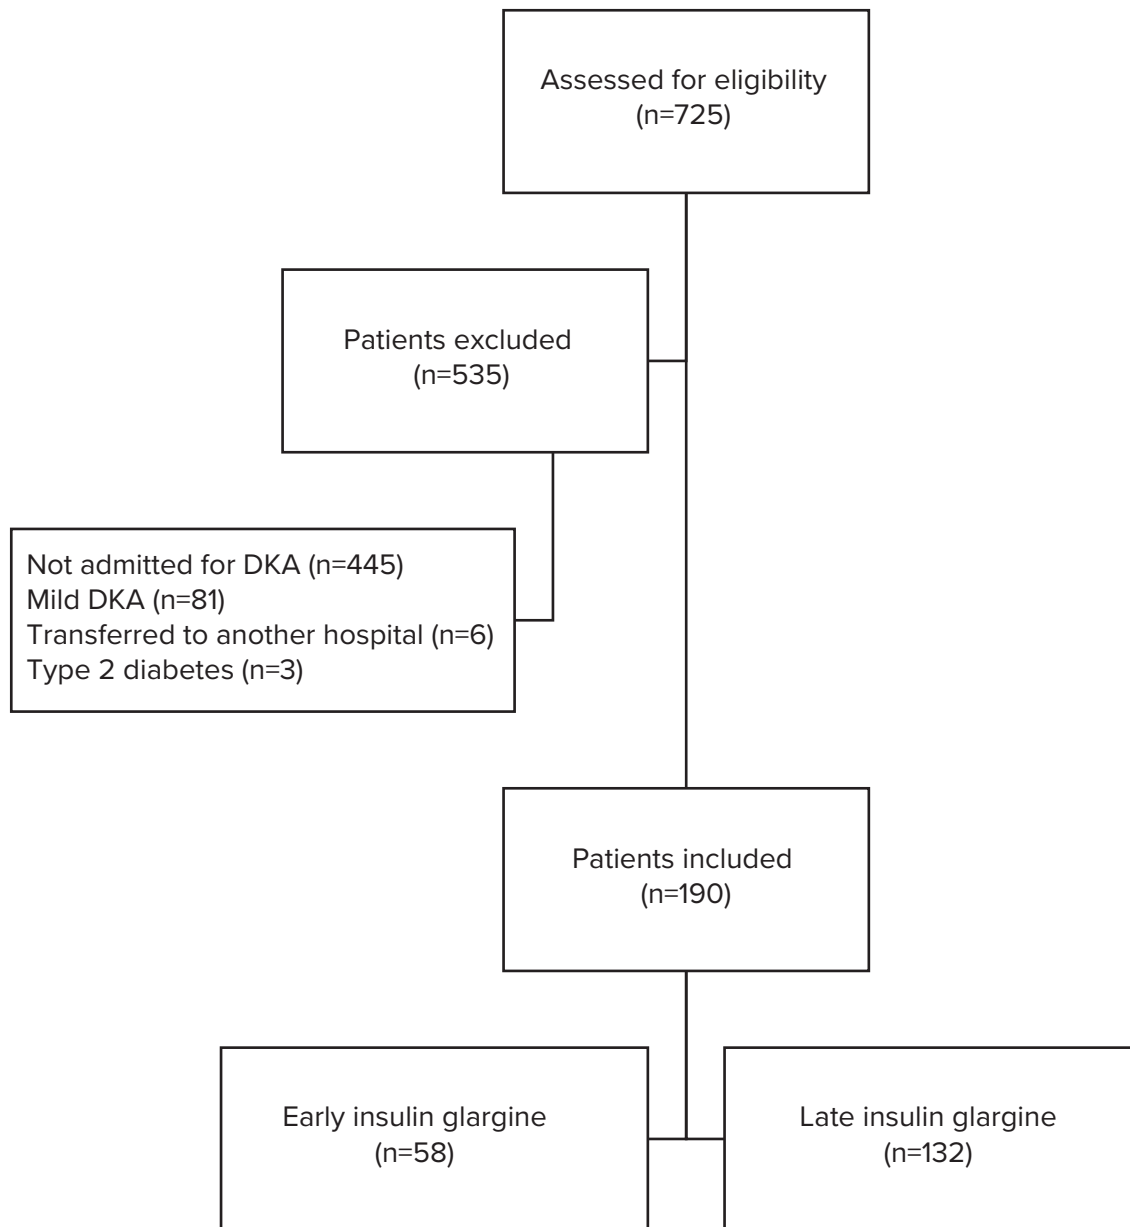 Assessed for eligibility
(n=725)
Patients excluded
(n=535)
Not admitted for DKA (n=445)
Mild DKA (n=81)
Transferred to another hospital (n=6)
Type 2 diabetes (n=3)
Patients included
(n=190)
Early insulin glargine
(n=58)
Late insulin glargine
(n=132)